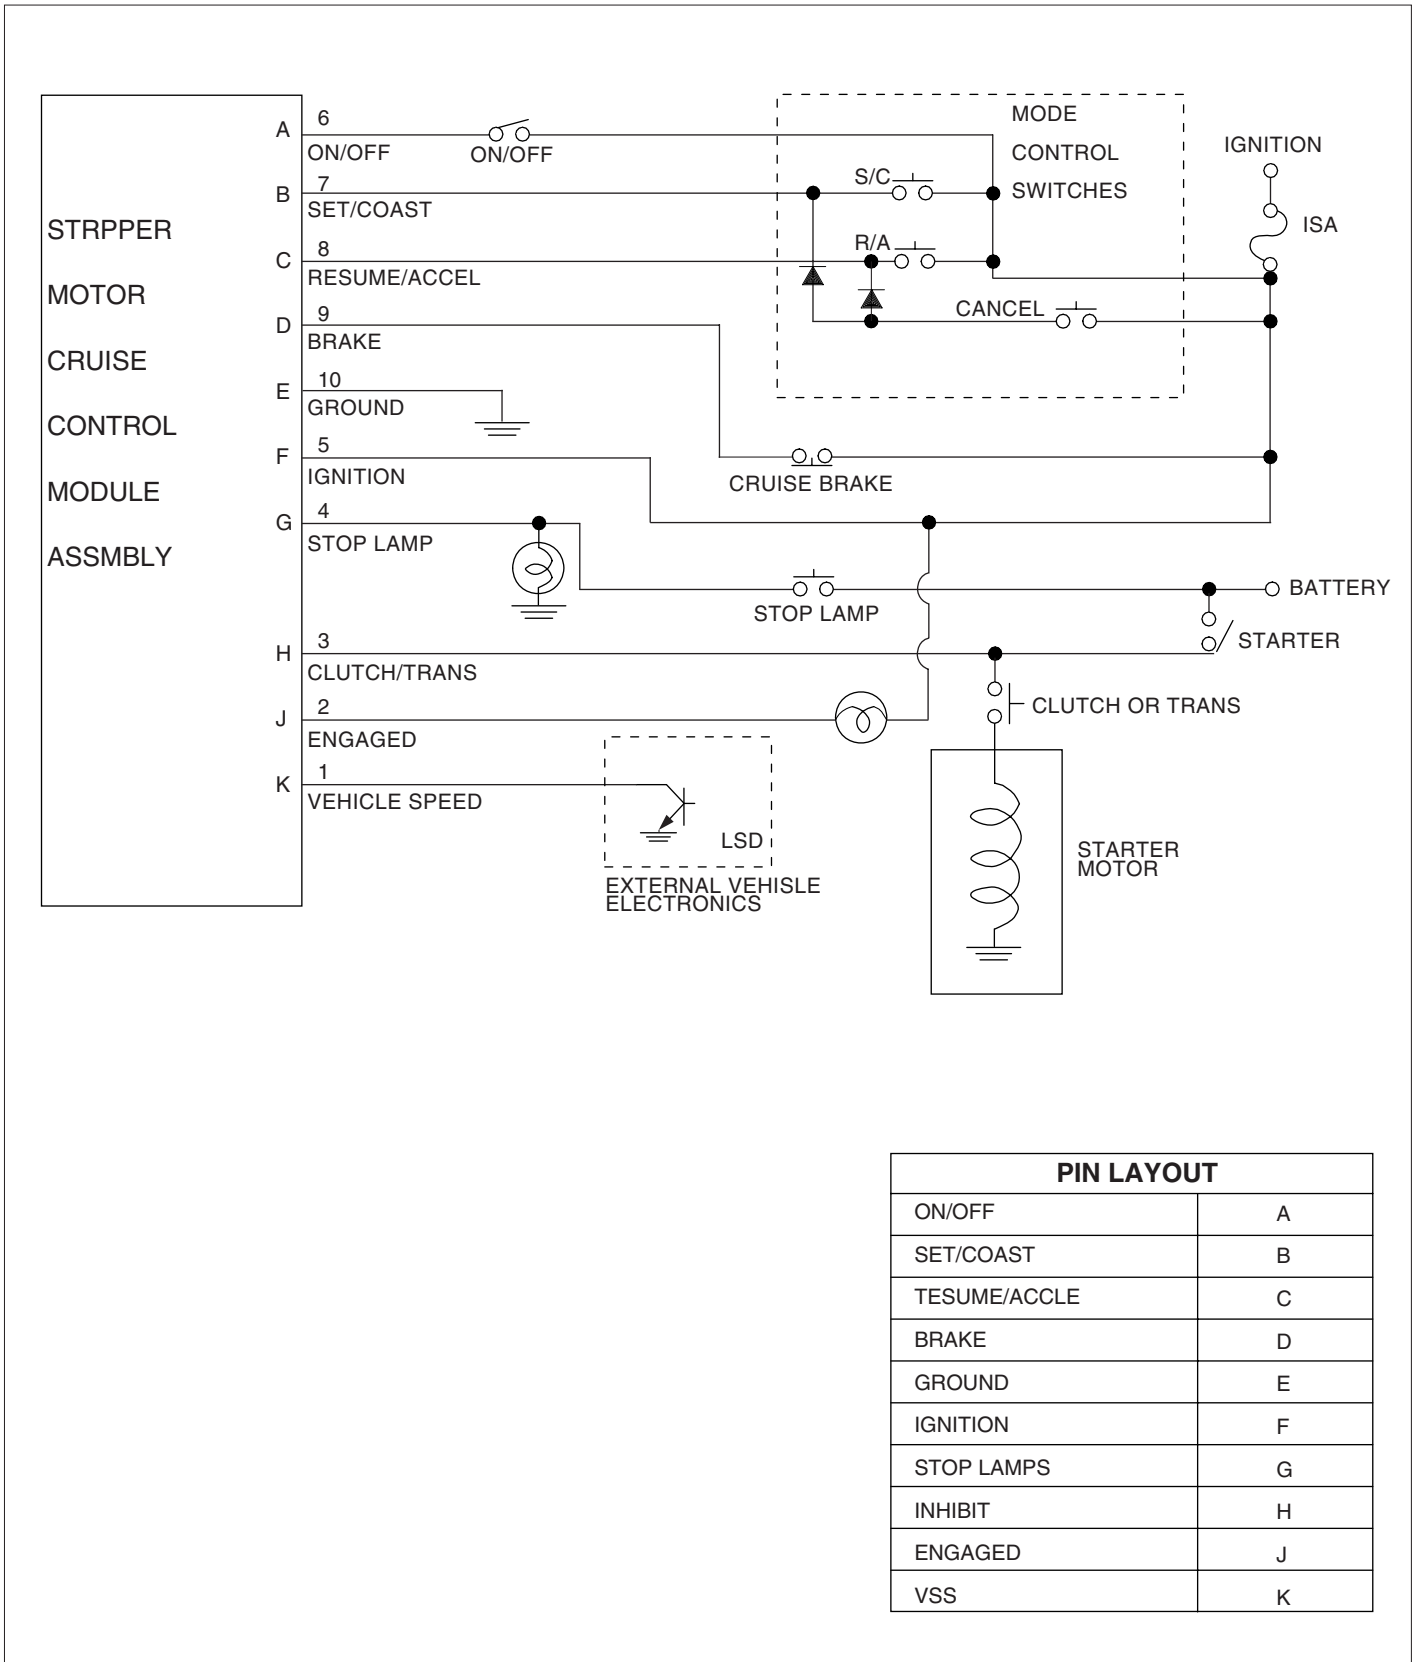 STRPPER
MOTOR
CRUISE
CONTROL
MODULE
ASSMBLY
A 6
ON/OFF
ON/OFF
B 7
SET/COAST
C 8
RESUME/ACCEL
D 9
BRAKE
E 10
GROUND
F 5
IGNITION
G 4
STOP LAMP
H 3
CLUTCH/TRANS
J 2
ENGAGED
K 1
VEHICLE SPEED
MODE
CONTROL
SWITCHES
S/C
R/A
CANCEL
IGNITION
ISA
CRUISE BRAKE
STOP LAMP
BATTERY
STARTER
CLUTCH OR TRANS
LSD
EXTERNAL VEHISLE
ELECTRONICS
STARTER
MOTOR
PIN LAYOUT
ON/OFF A
SET/COAST B
TESUME/ACCLE C
BRAKE D
GROUND E
IGNITION F
STOP LAMPS G
INHIBIT H
ENGAGED J
VSS K